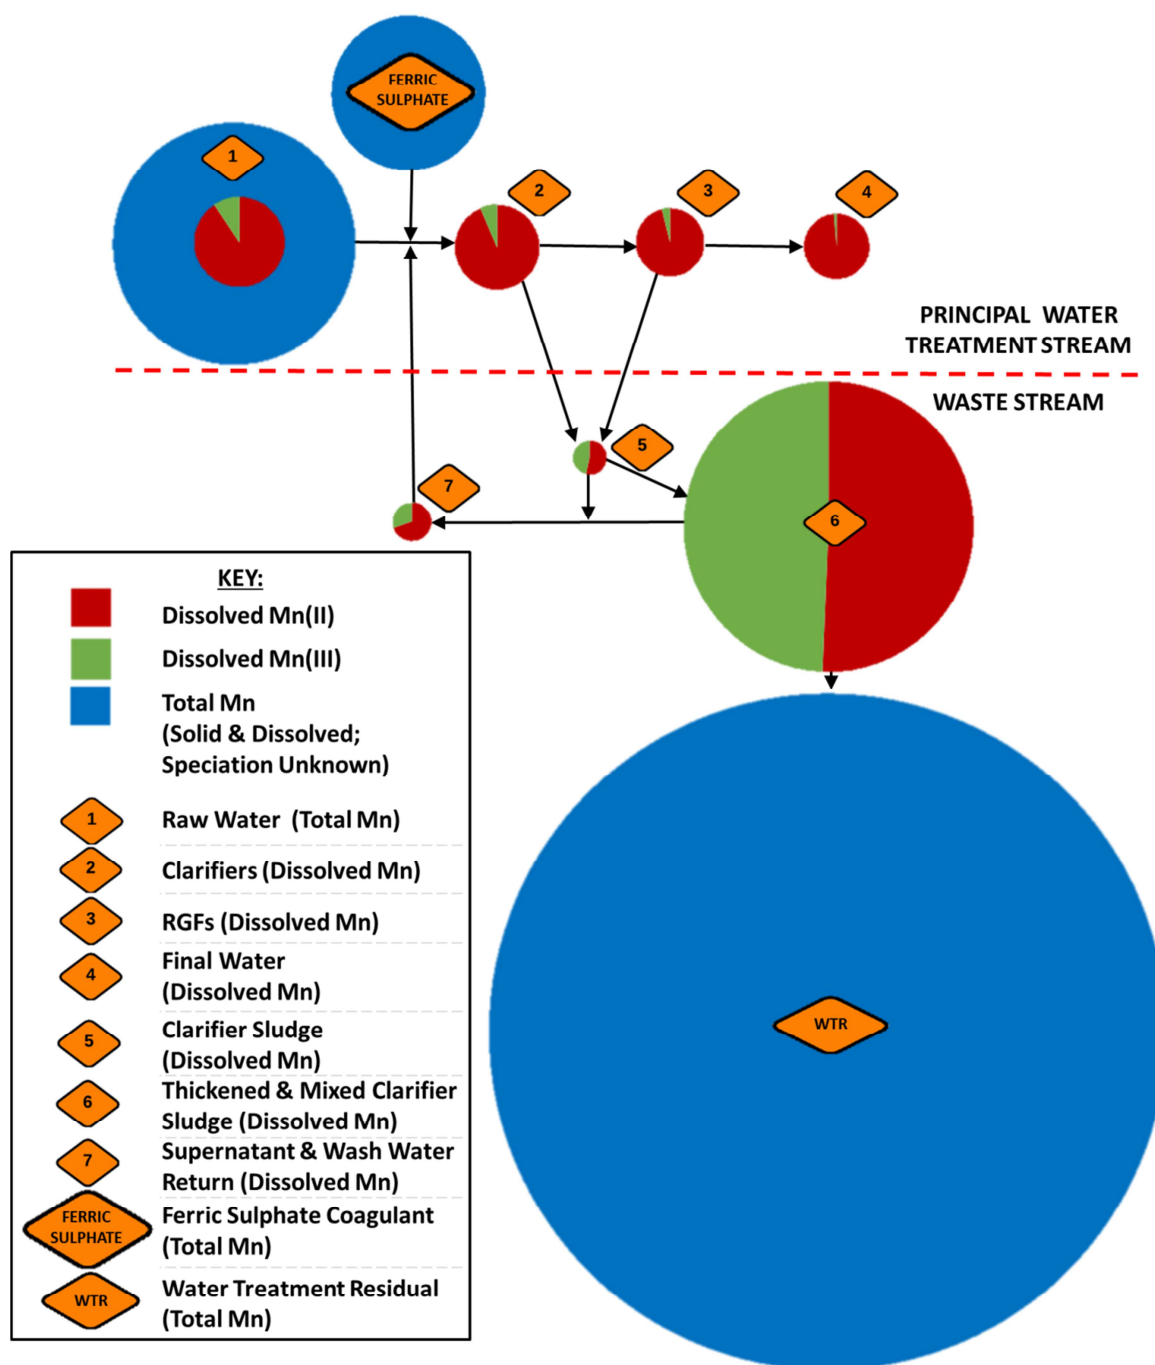 FERRIC
SULPHATE
1
2
3
4
PRINCIPAL WATER
TREATMENT STREAM
WASTE STREAM
5
7
6
KEY:
Dissolved Mn(II)
Dissolved Mn(III)
Total Mn
(Solid & Dissolved;
Speciation Unknown)
1 Raw Water (Total Mn)
2 Clarifiers (Dissolved Mn)
3 RGFs (Dissolved Mn)
4 Final Water
(Dissolved Mn)
5 Clarifier Sludge
(Dissolved Mn)
6 Thickened & Mixed Clarifier
Sludge (Dissolved Mn)
7 Supernatant & Wash Water
Return (Dissolved Mn)
FERRIC
SULPHATE
Ferric Sulphate Coagulant
(Total Mn)
WTR
Water Treatment Residual
(Total Mn)
WTR